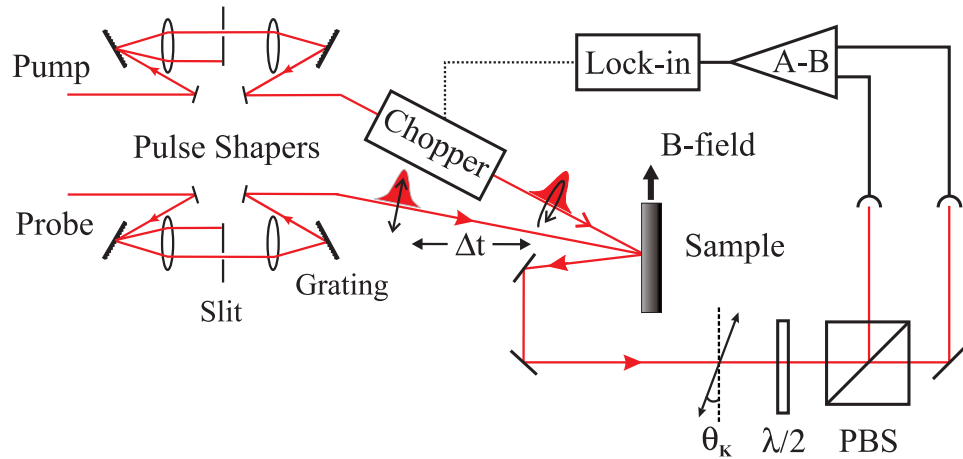 Pump
Lock-in
A-B
Chopper
Pulse Shapers
B-field
Probe
Δt
Sample
Grating
Slit
θK
λ/2
PBS